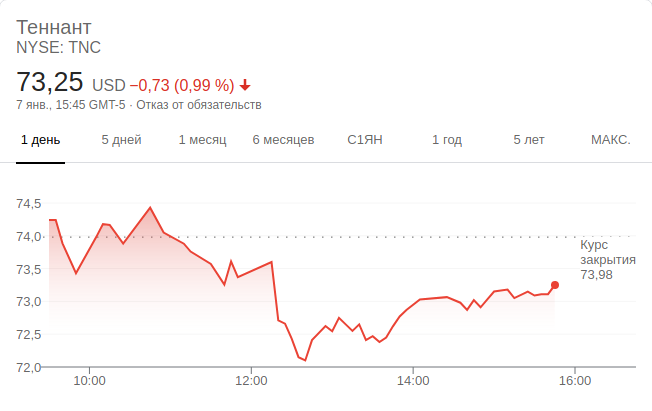 Теннант
NYSE: TNC
73,25 USD −0,73 (0,99 %)
7 янв., 15:45 GMT-5 · Отказ от обязательств
1 день 5 дней 1 месяц 6 месяцев С1ЯН 1 год 5 лет МАКС.
74,5
74,0
73,5
73,0
72,5
72,0
Курс
закрытия
73,98
10:00 12:00 14:00 16:00